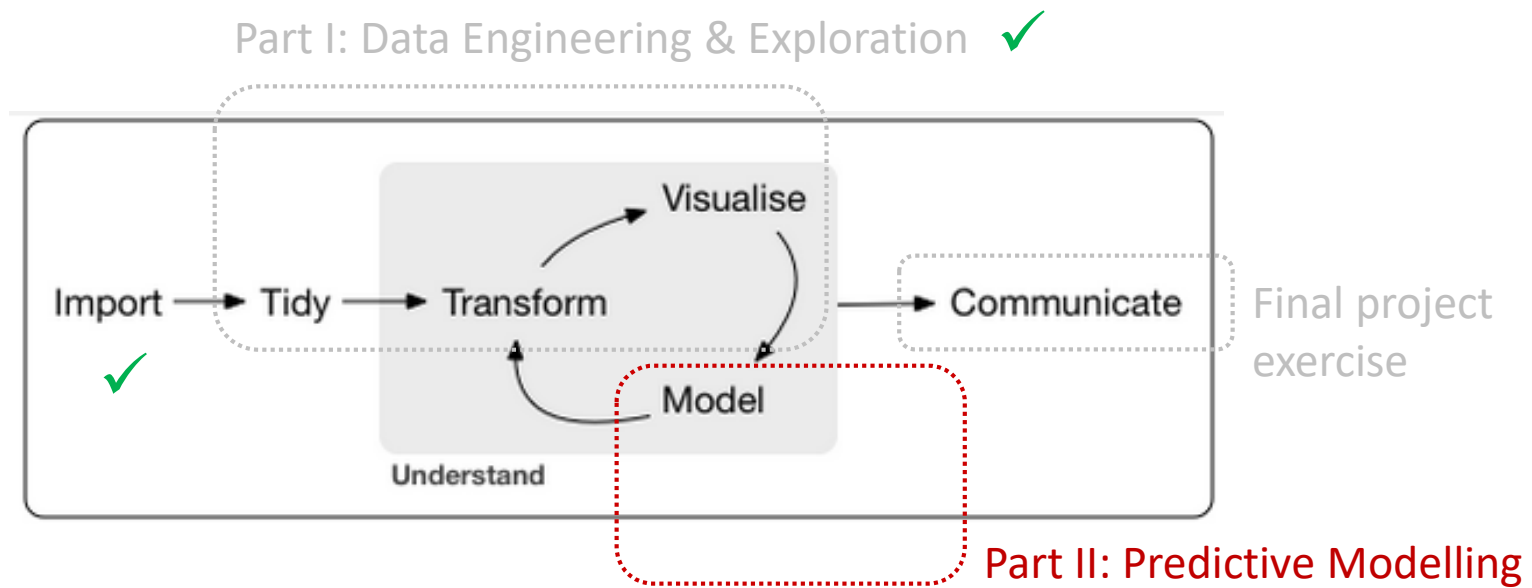 Part I: Data Engineering & Exploration ✓
Visualise
Import
Tidy
Transform
Communicate
Final project
exercise
✓
Model
Understand
Part II: Predictive Modelling